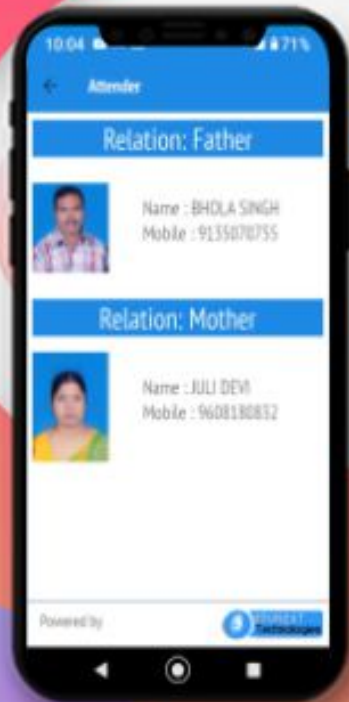 10:04
71%
Attender
Relation: Father
Name : BHOLA SINGH
Mobile : 9135070755
Relation: Mother
Name : JULI DEVI
Mobile : 9608180832
Powered by
Technologies